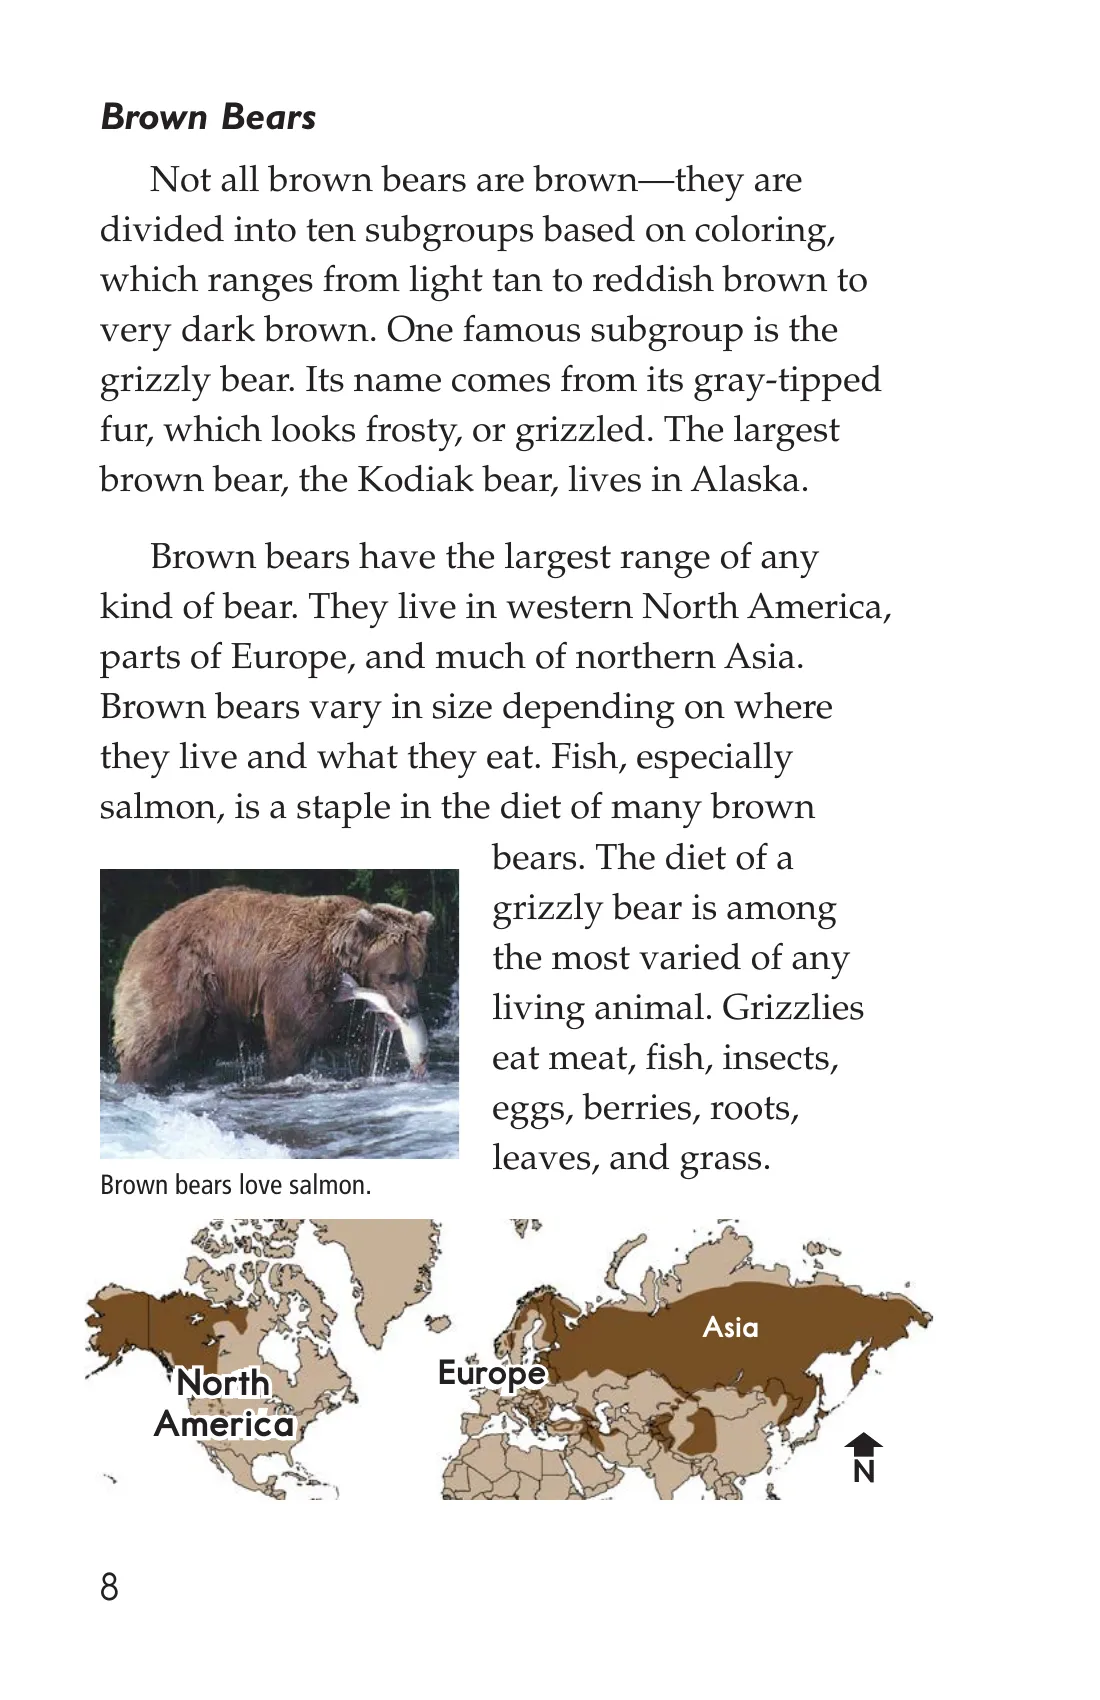 Brown Bears
Not all brown bears are brown—they are
divided into ten subgroups based on coloring,
which ranges from light tan to reddish brown to
very dark brown. One famous subgroup is the
grizzly bear. Its name comes from its gray-tipped
fur, which looks frosty, or grizzled. The largest
brown bear, the Kodiak bear, lives in Alaska.
Brown bears have the largest range of any
kind of bear. They live in western North America,
parts of Europe, and much of northern Asia.
Brown bears vary in size depending on where
they live and what they eat. Fish, especially
salmon, is a staple in the diet of many brown
bears. The diet of a
grizzly bear is among
the most varied of any
living animal. Grizzlies
eat meat, fish, insects,
eggs, berries, roots,
leaves, and grass.
Brown bears love salmon.
North
America
Europe
Asia
N
8